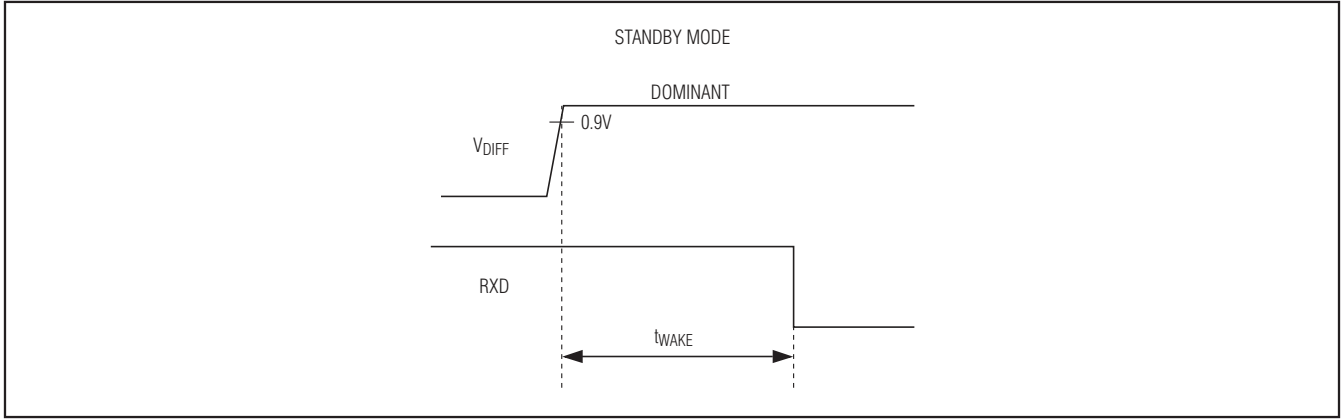 STANDBY MODE
DOMINANT
0.9V
VDIFF
RXD
tWAKE